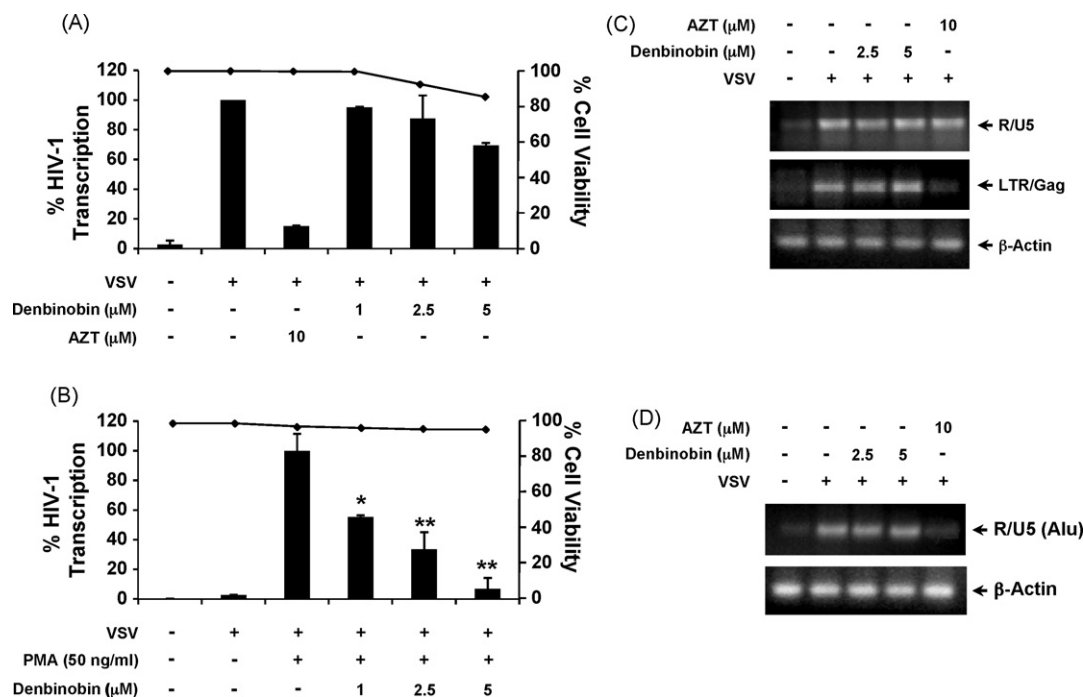 (A)
120 100
100 80
80 60
60 40
40 20
20
0 0
% HIV-1
Transcription
% Cell Viability
VSV - + + + + +
Denbinobin (μM) - - - 1 2.5 5
AZT (μM) - - 10 - - -
(B)
120 100
100 80
80 60
60 40
40 20
20
0 0
% HIV-1
Transcription
% Cell Viability
* ** **
VSV - + + + + +
PMA (50 ng/ml) - - + + + +
Denbinobin (μM) - - - 1 2.5 5
(C)
AZT (μM) - - - - 10
Denbinobin (μM) - - 2.5 5 -
VSV - + + + +
R/U5
LTR/Gag
β-Actin
(D)
AZT (μM) - - - - 10
Denbinobin (μM) - - 2.5 5 -
VSV - + + + +
R/U5 (Alu)
β-Actin